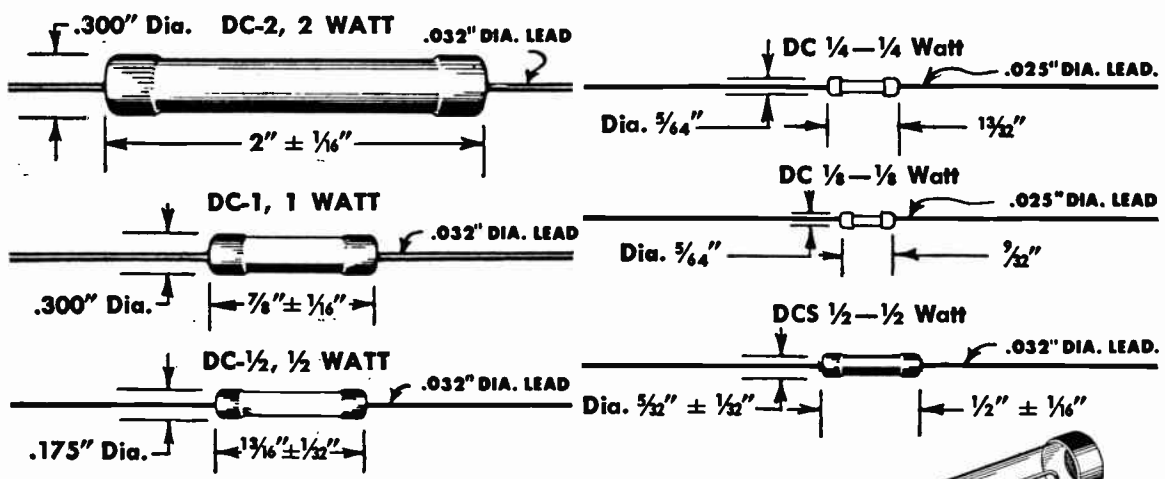 .300" Dia. DC-2, 2 WATT
.032" DIA. LEAD
2" ± 1/16"
DC-1, 1 WATT
.032" DIA. LEAD
.300" Dia.
7/8" ± 1/16"
DC-½, ½ WATT
.032" DIA. LEAD
.175" Dia.
13/16" ± 1/32"
DC ¼—¼ Watt
.025" DIA. LEAD.
Dia. 5/64"
13/32"
DC ⅛—⅛ Watt
.025" DIA. LEAD
Dia. 5/64"
9/32"
DCS ½—½ Watt
.032" DIA. LEAD.
Dia. 5/32" ± 1/32"
½" ± 1/16"